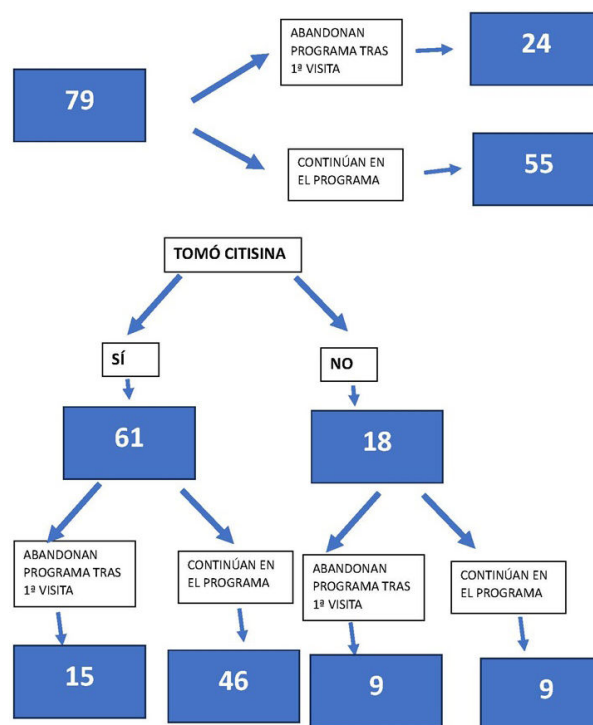 ABANDONAN
PROGRAMA TRAS
1ª VISITA
24
79
CONTINÚAN EN
EL PROGRAMA
55
TOMÓ CITISINA
SÍ
NO
61
18
ABANDONAN
PROGRAMA TRAS
1ª VISITA
CONTINÚAN EN
EL PROGRAMA
ABANDONAN
PROGRAMA TRAS
1ª VISITA
CONTINÚAN EN
EL PROGRAMA
15
46
9
9